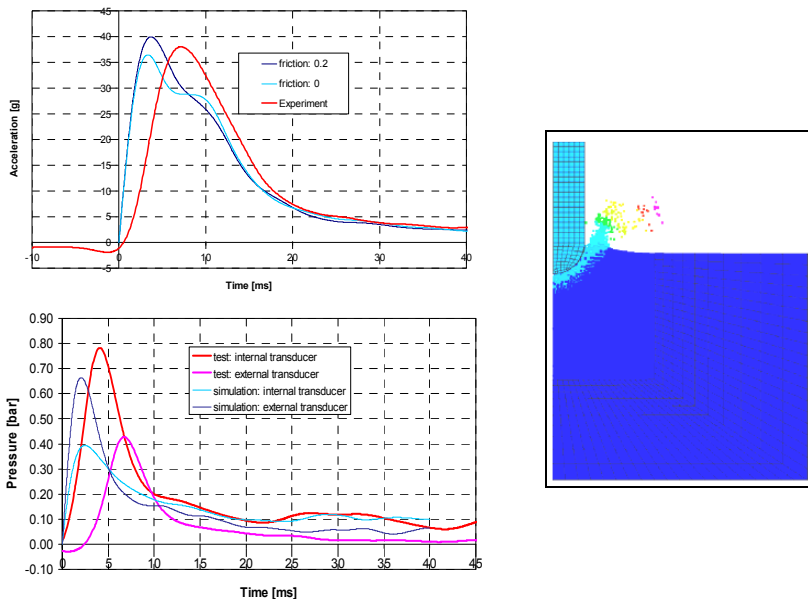 45
40
35
30
25
20
15
10
5
0
-5
Acceleration [g]
friction: 0.2
friction: 0
Experiment
-10 0 10 20 30 40
Time [ms]
0.90
0.80
0.70
0.60
0.50
0.40
0.30
0.20
0.10
0.00
-0.10
Pressure [bar]
test: internal transducer
test: external transducer
simulation: internal transducer
simulation: external transducer
0 5 10 15 20 25 30 35 40 45
Time [ms]